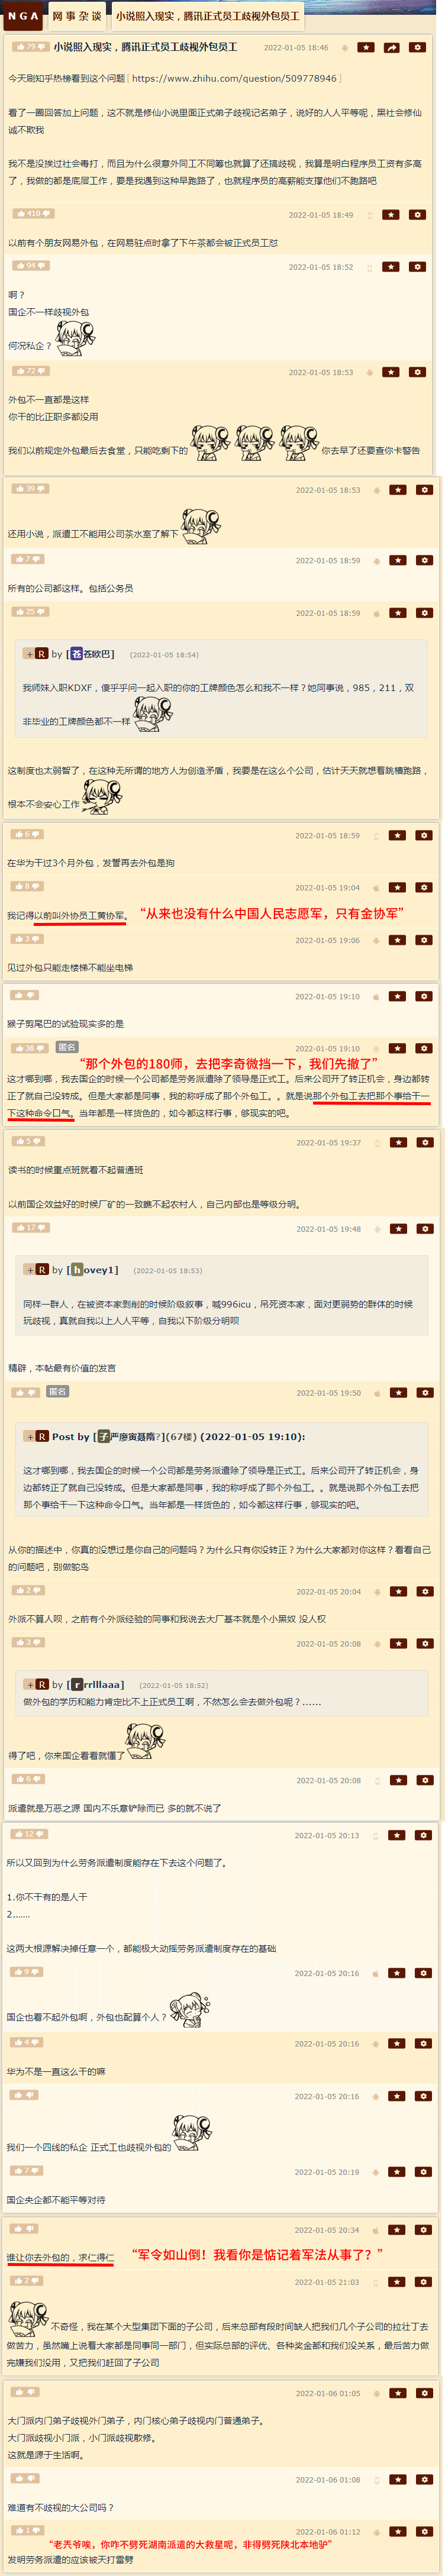 NGA 网事杂谈 小说照入现实，腾讯正式员工歧视外包员工
79 小说照入现实，腾讯正式员工歧视外包员工 2022-01-05 18:46
今天刷知乎热榜看到这个问题[ https://www.zhihu.com/question/509778946 ]
看了一圈回答加上问题，这不就是修仙小说里面正式弟子歧视记名弟子，说好的人人平等呢，黑社会修仙
诚不欺我
我不是没挨过社会毒打，而且为什么很意外同工不同筹也就算了还搞歧视，我算是明白程序员工资有多高
了，我做的都是底层工作，要是我遇到这种早跑路了，也就程序员的高薪能支撑他们不跑路吧
410 2022-01-05 18:49
以前有个朋友网易外包，在网易驻点时拿了下午茶都会被正式员工怼
94 2022-01-05 18:52
啊？
国企不一样歧视外包
何况私企？
72 2022-01-05 18:53
外包不一直都是这样
你干的比正职多都没用
我们以前规定外包最后去食堂，只能吃剩下的 你去早了还要查你卡警告
39 2022-01-05 18:53
还用小说，派遣工不能用公司茶水室了解下
7 2022-01-05 18:59
所有的公司都这样。包括公务员
25 2022-01-05 18:59
+ R by [苍苍欧巴] (2022-01-05 18:54)
我师妹入职KDXF，傻乎乎问一起入职的你的工牌颜色怎么和我不一样？她同事说，985，211，双
非毕业的工牌颜色都不一样
这制度也太弱智了，在这种无所谓的地方人为创造矛盾，我要是在这么个公司，估计天天就想着跳槽跑路，
根本不会安心工作
6 2022-01-05 18:59
在华为干过3个月外包，发誓再去外包是狗
8 2022-01-05 19:04
我记得以前叫外协员工黄协军。 “从来也没有什么中国人民志愿军，只有金协军”
3 2022-01-05 19:06
见过外包只能走楼梯不能坐电梯
2022-01-05 19:10
猴子剪尾巴的试验现实多的是
38 匿名 2022-01-05 19:10
“那个外包的180师，去把李奇微挡一下，我们先撤了”
这才哪到哪，我去国企的时候一个公司都是劳务派遣除了领导是正式工。后来公司开了转正机会，身边都转
正了就自己没转成。但是大家都是同事，我的称呼成了那个外包工。。就是说那个外包工去把那个事给干一
下这种命令口气。当年都是一样货色的，如今都这样行事，够现实的吧。
5 2022-01-05 19:37
读书的时候重点班就看不起普通班
以前国企效益好的时候厂矿的一致瞧不起农村人，自己内部也是等级分明。
17 2022-01-05 19:48
+ R by [hovey1] (2022-01-05 18:53)
同样一群人，在被资本家剥削的时候阶级叙事，喊996icu，吊死资本家，面对更弱势的群体的时候
玩歧视，真就自我以上人人平等，自我以下阶级分明呗
精辟，本帖最有价值的发言
匿名 2022-01-05 19:50
+ R Post by [子严廖寅聂隋?](67楼) (2022-01-05 19:10):
这才哪到哪，我去国企的时候一个公司都是劳务派遣除了领导是正式工。后来公司开了转正机会，身
边都转正了就自己没转成。但是大家都是同事，我的称呼成了那个外包工。。就是说那个外包工去把
那个事给干一下这种命令口气。当年都是一样货色的，如今都这样行事，够现实的吧。
从你的描述中，你真的没想过是你自己的问题吗？为什么只有你没转正？为什么大家都对你这样？看看自己
的问题吧，别做鸵鸟
2 2022-01-05 20:04
外派不算人呗，之前有个外派经验的同事和我说去大厂基本就是个小黑奴 没人权
3 2022-01-05 20:08
+ R by [rrrlllaaa] (2022-01-05 18:52)
做外包的学历和能力肯定比不上正式员工啊，不然怎么会去做外包呢？......
得了吧，你来国企看看就懂了
6 2022-01-05 20:08
派遣就是万恶之源 国内不乐意铲除而已 多的就不说了
12 2022-01-05 20:13
所以又回到为什么劳务派遣制度能存在下去这个问题了。
1.你不干有的是人干
2.......
这两大根源解决掉任意一个，都能极大动摇劳务派遣制度存在的基础
9 2022-01-05 20:16
国企也看不起外包啊，外包也配算个人？
4 2022-01-05 20:16
华为不是一直这么干的嘛
2022-01-05 20:16
我们一个四线的私企 正式工也歧视外包的
7 2022-01-05 20:19
国企央企都不能平等对待
2022-01-05 20:34
谁让你去外包的，求仁得仁 “军令如山倒！我看你是惦记着军法从事了？”
2 2022-01-05 21:03
不奇怪，我在某个大型集团下面的子公司，后来总部有段时间缺人把我们几个子公司的拉壮丁去
做苦力，虽然嘴上说着大家都是同事同一部门，但实际总部的评优、各种奖金都和我们没关系，最后苦力做
完嫌我们没用，又把我们赶回了子公司
2022-01-06 01:05
大门派内门弟子歧视外门弟子，内门核心弟子歧视内门普通弟子。
大门派歧视小门派，小门派歧视散修。
这就是源于生活啊。
2022-01-06 01:08
难道有不歧视的大公司吗？
1 2022-01-06 01:12
“老天爷唉，你咋不劈死湖南派遣的大救星呢，非得劈死陕北本地驴”
发明劳务派遣的应该被天打雷劈